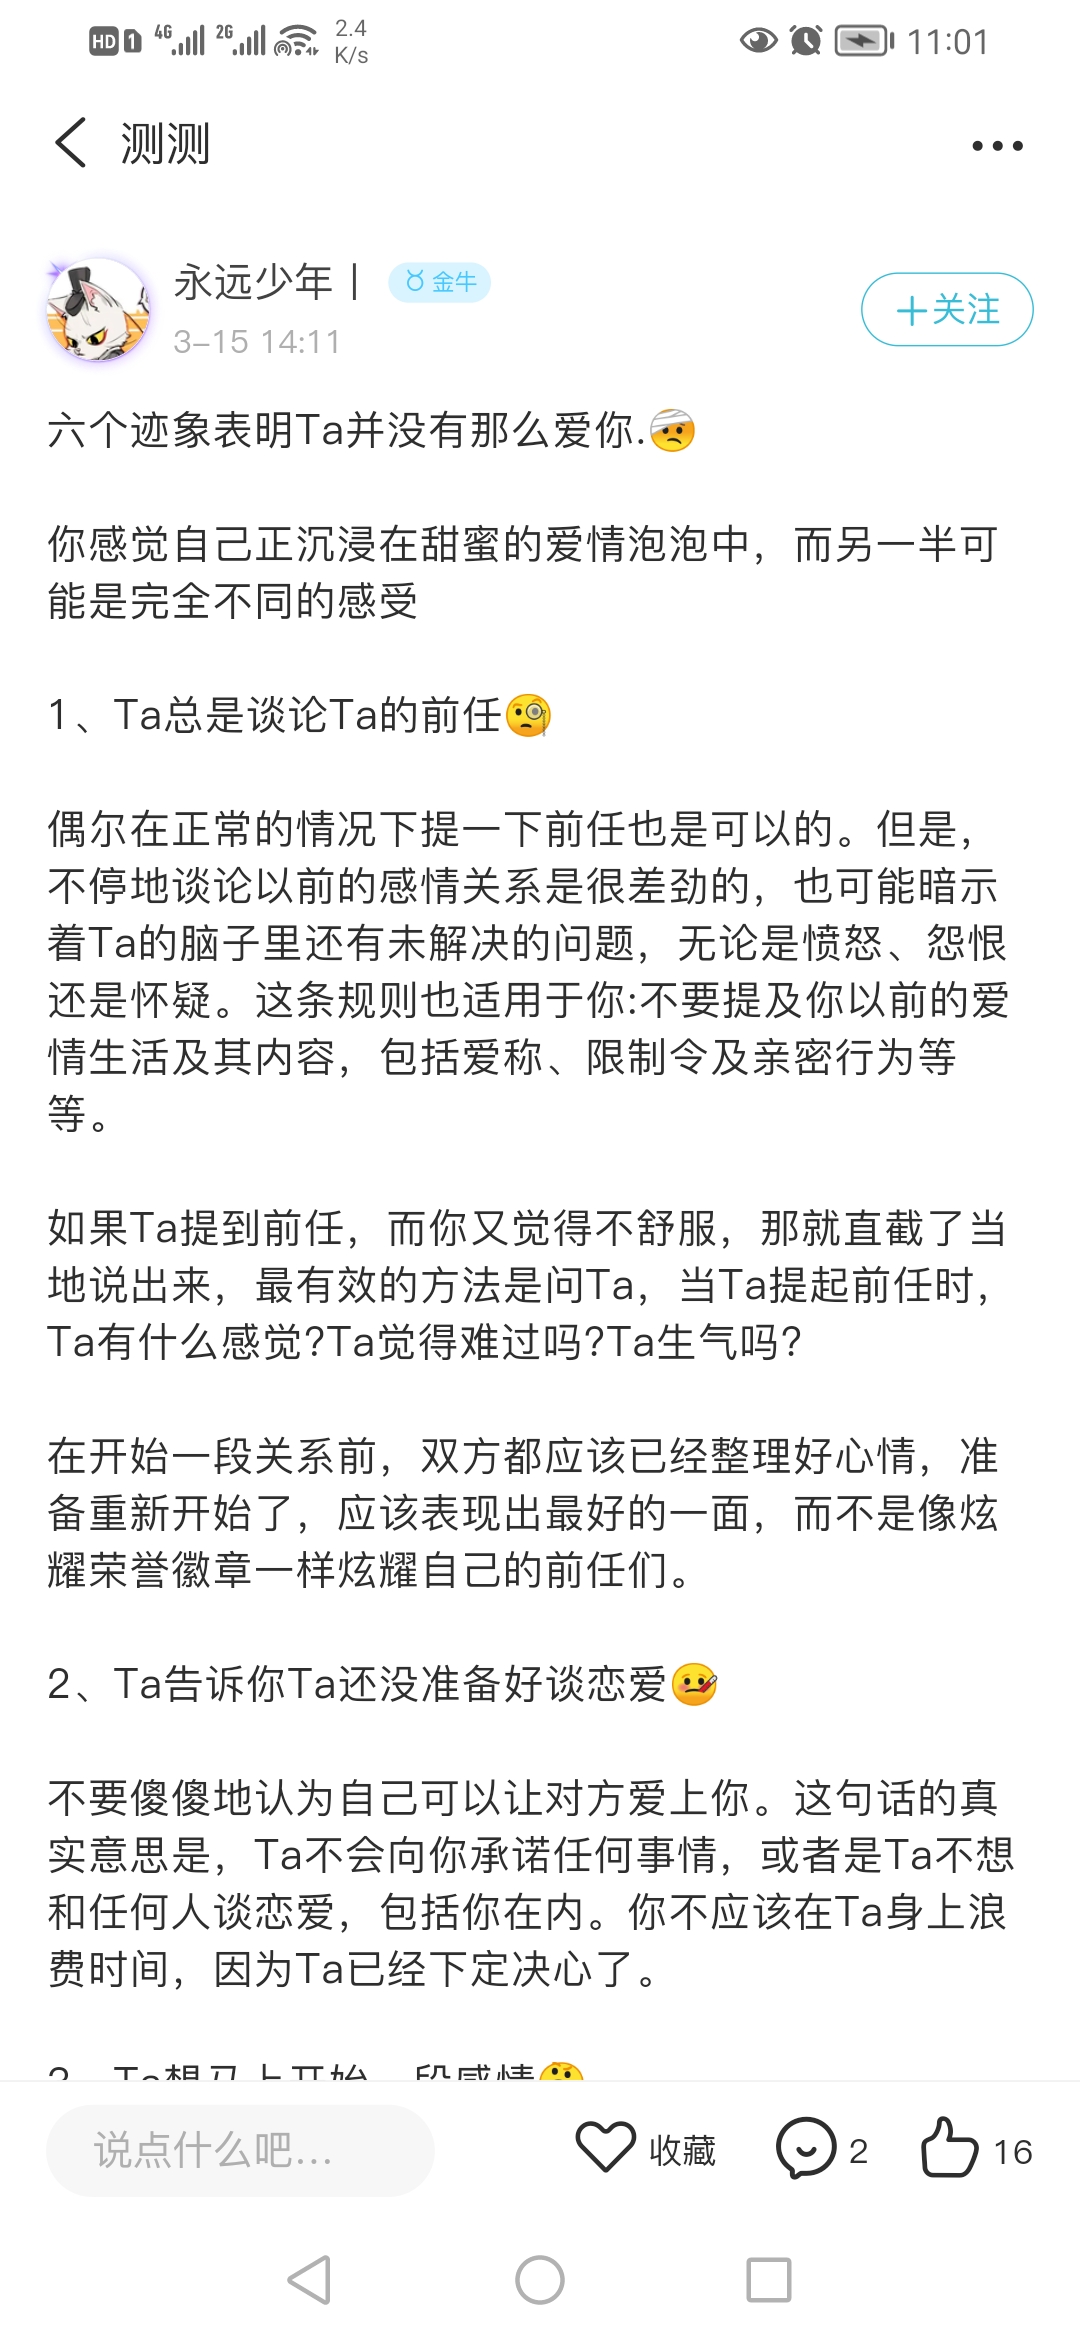 HD 1 4G 2G 2.4 K/s 11:01
测测
永远少年丨 ♉金牛
3-15 14:11
＋关注
六个迹象表明Ta并没有那么爱你.🤕
你感觉自己正沉浸在甜蜜的爱情泡泡中，而另一半可
能是完全不同的感受
1、Ta总是谈论Ta的前任🧐
偶尔在正常的情况下提一下前任也是可以的。但是，
不停地谈论以前的感情关系是很差劲的，也可能暗示
着Ta的脑子里还有未解决的问题，无论是愤怒、怨恨
还是怀疑。这条规则也适用于你:不要提及你以前的爱
情生活及其内容，包括爱称、限制令及亲密行为等
等。
如果Ta提到前任，而你又觉得不舒服，那就直截了当
地说出来，最有效的方法是问Ta，当Ta提起前任时，
Ta有什么感觉?Ta觉得难过吗?Ta生气吗?
在开始一段关系前，双方都应该已经整理好心情，准
备重新开始了，应该表现出最好的一面，而不是像炫
耀荣誉徽章一样炫耀自己的前任们。
2、Ta告诉你Ta还没准备好谈恋爱🤒
不要傻傻地认为自己可以让对方爱上你。这句话的真
实意思是，Ta不会向你承诺任何事情，或者是Ta不想
和任何人谈恋爱，包括你在内。你不应该在Ta身上浪
费时间，因为Ta已经下定决心了。
Ta想马上开始一段感情🤔
说点什么吧...
收藏
2
16